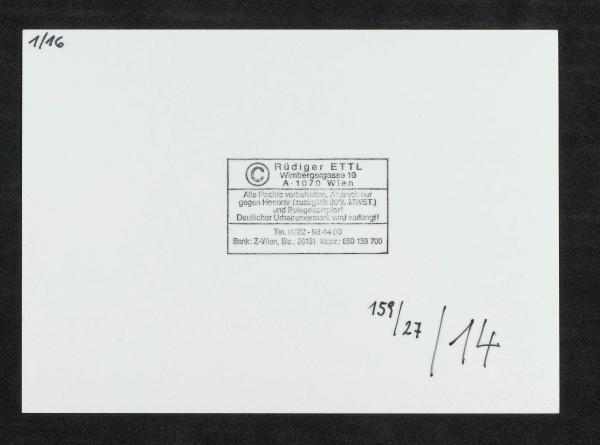 1/16
© Rüdiger ETTL
Wimbergergasse 10
A-1070 Wien
Alle Rechte vorbehalten, Abdruck nur
gegen Honorar (zuzüglich 20% MWST.)
und Belegexemplar!
Deutlicher Urhebervermerk wird verlangt!
Tel. 0222 - 98 44 00
Bank: Z-Wien, Blz.: 20151, Ktonr.: 650 159 700
159/27/14